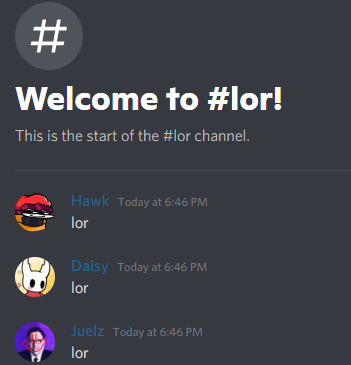 #
Welcome to #lor!
This is the start of the #lor channel.
Hawk Today at 6:46 PM
lor
Daisy Today at 6:46 PM
lor
Juelz Today at 6:46 PM
lor